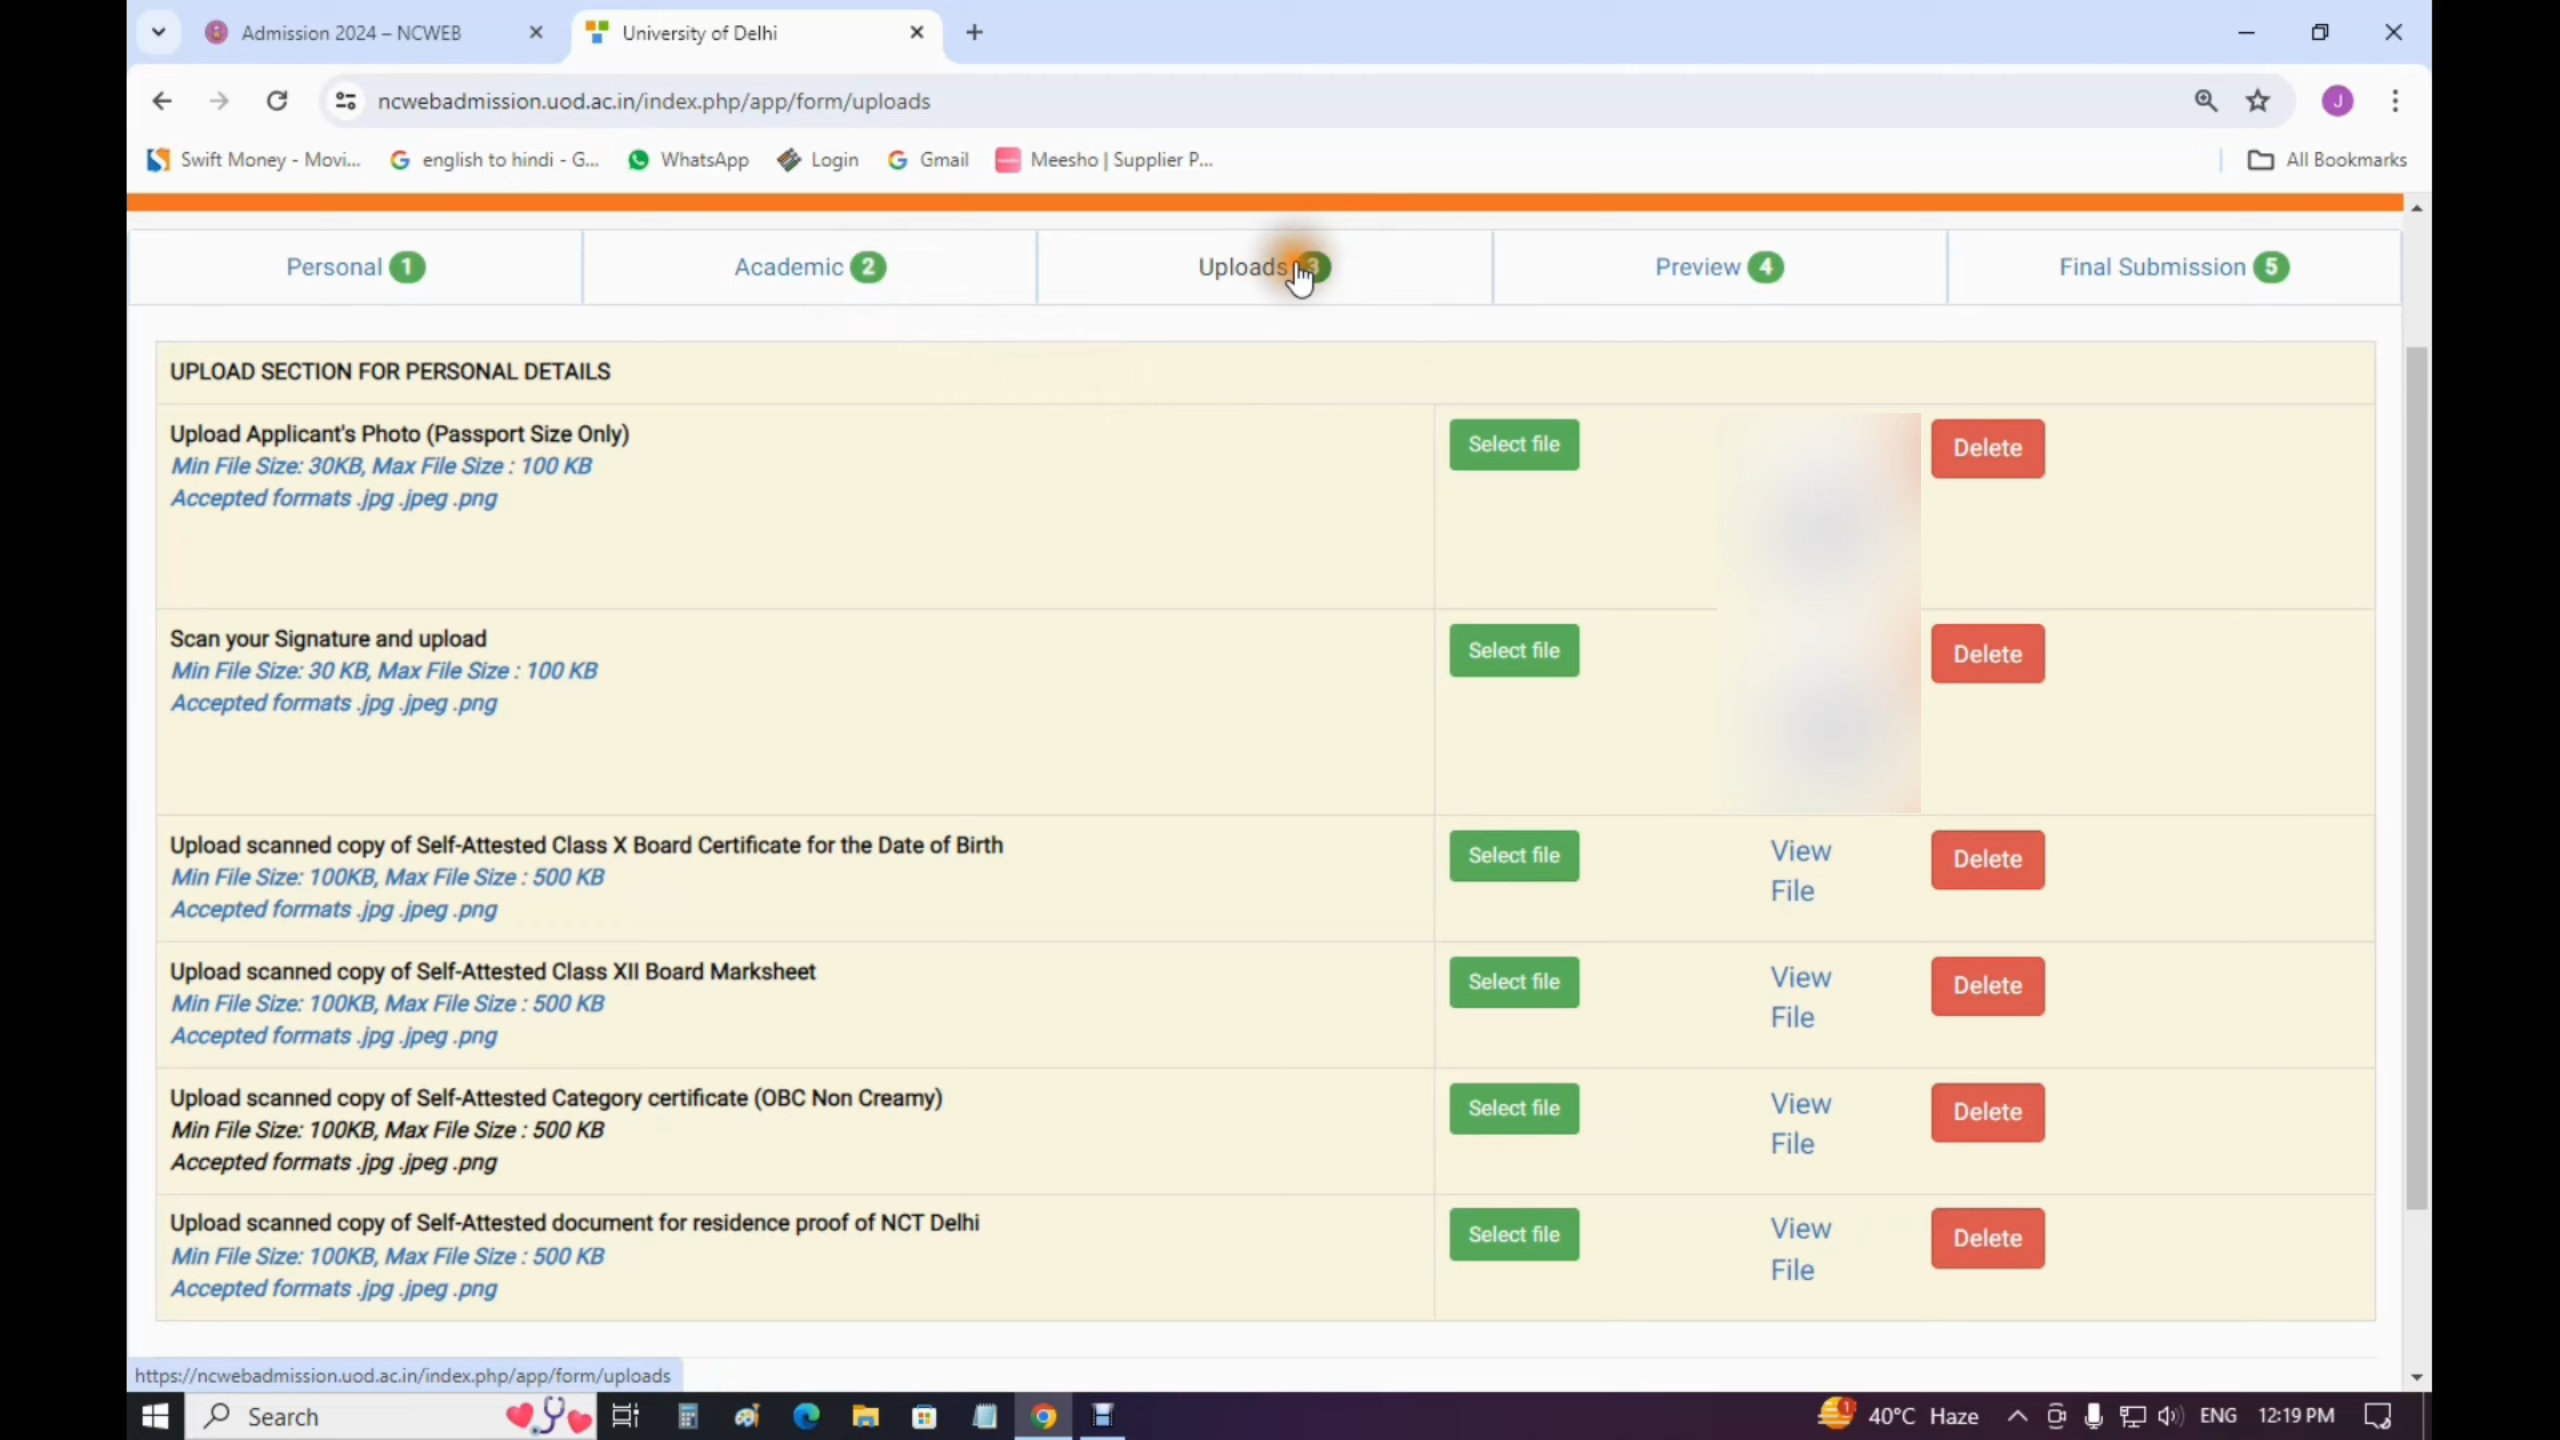 Admission 2024 – NCWEB
University of Delhi
ncwebadmission.uod.ac.in/index.php/app/form/uploads
J
Swift Money - Movi...
english to hindi - G...
WhatsApp
Login
Gmail
Meesho | Supplier P...
All Bookmarks
Personal 1
Academic 2
Uploads 3
Preview 4
Final Submission 5
UPLOAD SECTION FOR PERSONAL DETAILS
Upload Applicant's Photo (Passport Size Only)
Min File Size: 30KB, Max File Size : 100 KB
Accepted formats .jpg .jpeg .png
Select file
Delete
Scan your Signature and upload
Min File Size: 30 KB, Max File Size : 100 KB
Accepted formats .jpg .jpeg .png
Select file
Delete
Upload scanned copy of Self-Attested Class X Board Certificate for the Date of Birth
Min File Size: 100KB, Max File Size : 500 KB
Accepted formats .jpg .jpeg .png
Select file
View
File
Delete
Upload scanned copy of Self-Attested Class XII Board Marksheet
Min File Size: 100KB, Max File Size : 500 KB
Accepted formats .jpg .jpeg .png
Select file
View
File
Delete
Upload scanned copy of Self-Attested Category certificate (OBC Non Creamy)
Min File Size: 100KB, Max File Size : 500 KB
Accepted formats .jpg .jpeg .png
Select file
View
File
Delete
Upload scanned copy of Self-Attested document for residence proof of NCT Delhi
Min File Size: 100KB, Max File Size : 500 KB
Accepted formats .jpg .jpeg .png
Select file
View
File
Delete
https://ncwebadmission.uod.ac.in/index.php/app/form/uploads
Search
1
40°C Haze
ENG
12:19 PM